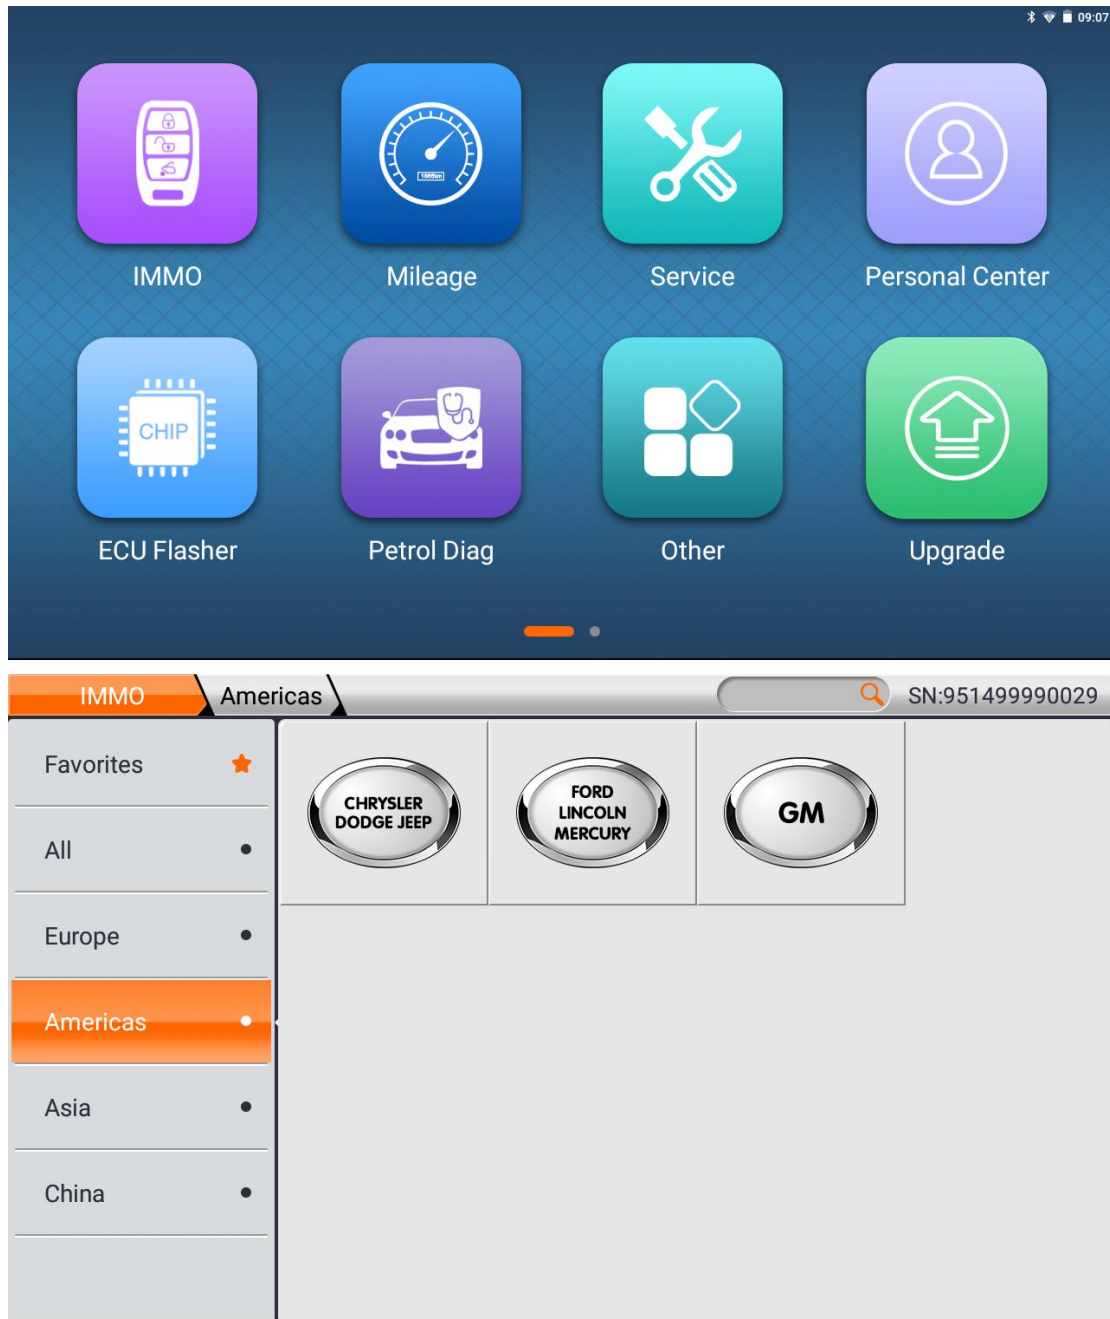 09:07
IMMO
Mileage
Service
Personal Center
CHIP
ECU Flasher
Petrol Diag
Other
Upgrade
IMMO
Americas
SN:951499990029
Favorites
All
Europe
Americas
Asia
China
CHRYSLER
DODGE JEEP
FORD
LINCOLN
MERCURY
GM